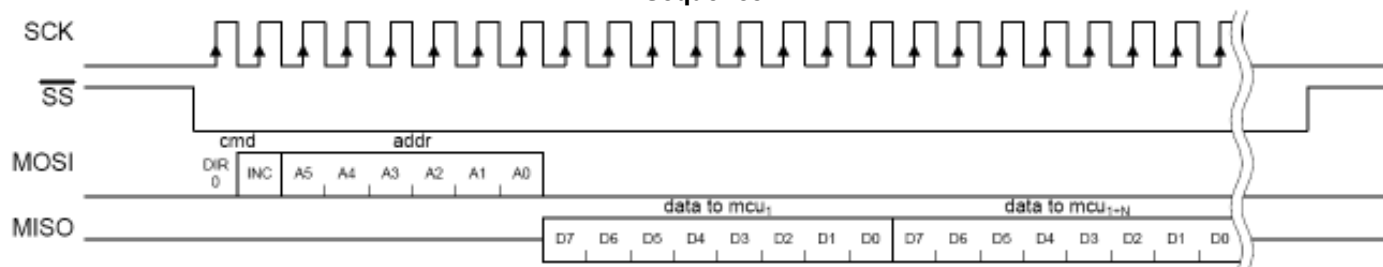 SCK
SS
cmd addr
MOSI DIR 0 INC A5 A4 A3 A2 A1 A0
data to mcu1 data to mcu1+N
MISO D7 D6 D5 D4 D3 D2 D1 D0 D7 D6 D5 D4 D3 D2 D1 D0